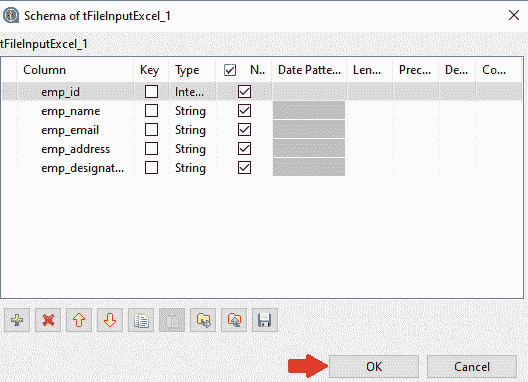 Schema of tFileInputExcel_1
tFileInputExcel_1
Column Key Type N.. Date Patte... Len... Prec... De... Co...
emp_id Inte...
emp_name String
emp_email String
emp_address String
emp_designat... String
OK Cancel